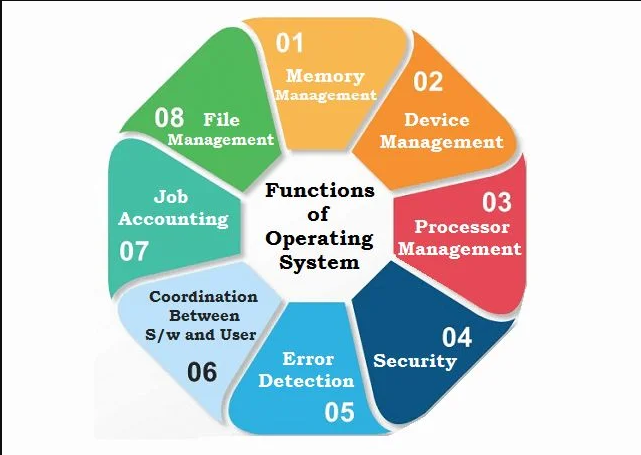 Functions
of
Operating
System
01
Memory
Management
02
Device
Management
03
Processor
Management
04
Security
Error
Detection
05
Coordination
Between
S/w and User
06
Job
Accounting
07
08 File
Management